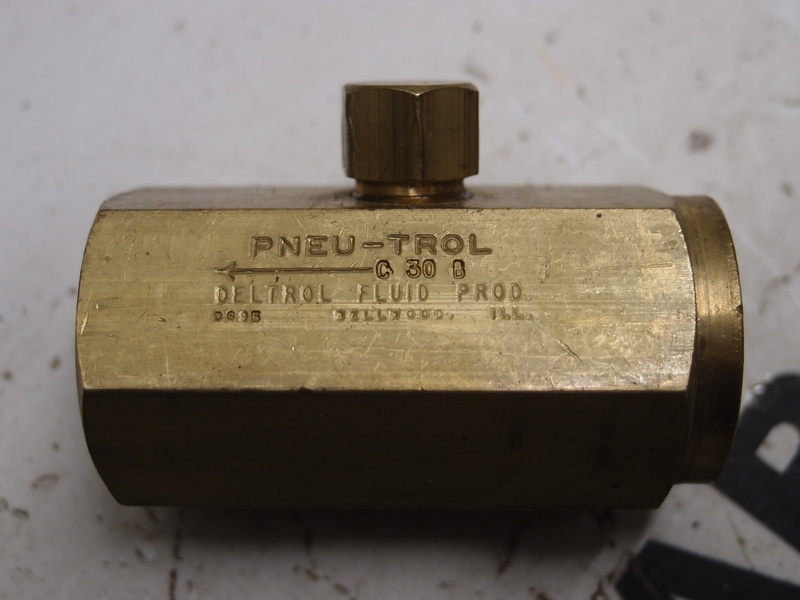 PNEU-TROL
C 30 B
DELTROL FLUID PROD.
BELLWOOD, ILL.